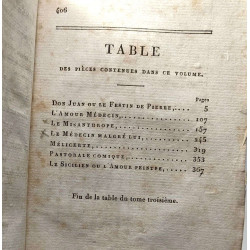 406
TABLE
DES PIÈCES CONTENUES DANS CE VOLUME.
Pages
DON JUAN OU LE FESTIN DE PIERRE, 5
L'AMOUR MÉDECIN, 107
LE MISANTHROPE, 157
LE MÉDECIN MALGRÉ LUI, 245
MÉLICERTE, 319
PASTORALE COMIQUE, 353
LE SICILIEN OU L'AMOUR PEINTRE, 367
Fin de la table du tome troisième.